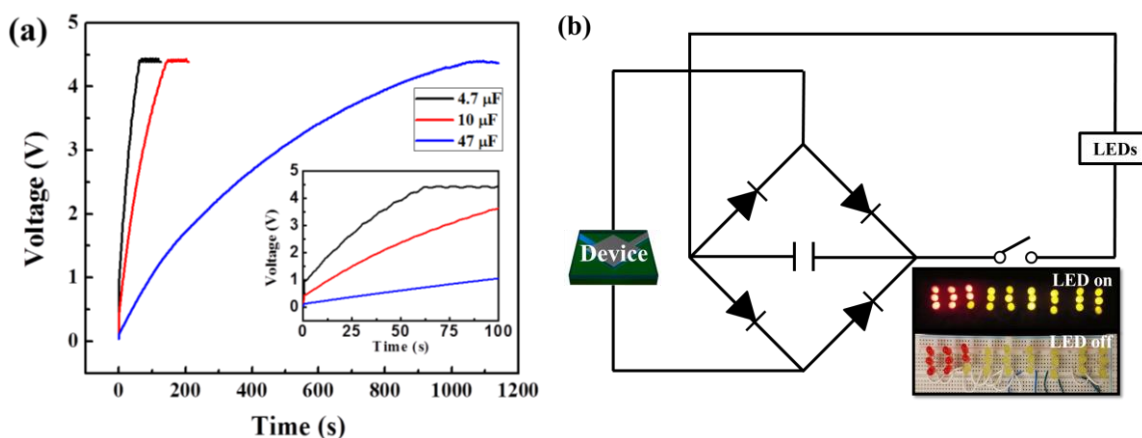 (a)
5
4
3
2
1
0
Voltage (V)
0 200 400 600 800 1000 1200
Time (s)
4.7 μF
10 μF
47 μF
5
4
3
2
1
0
Voltage (V)
0 25 50 75 100
Time (s)
(b)
LEDs
Device
LED on
LED off